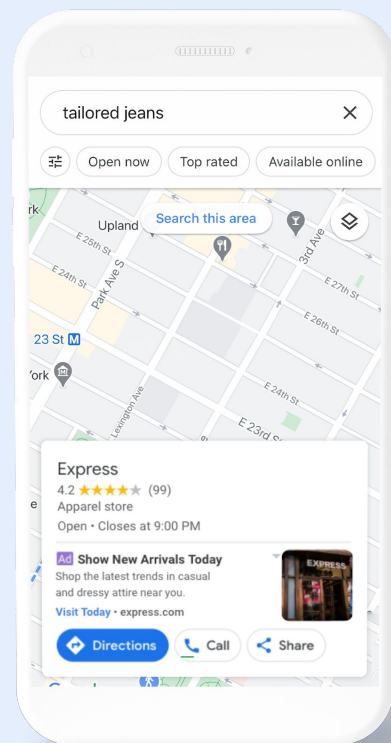 tailored jeans
Open now
Top rated
Available online
rk
Upland
Search this area
3rd Ave
E 25th St
E 27th St
E 24th St
Park Ave S
E 26th St
23 St M
York
Lexington Ave
E 24th St
E 23rd St
Express
4.2 ★★★★★ (99)
Apparel store
e
Open • Closes at 9:00 PM
Ad Show New Arrivals Today
Shop the latest trends in casual
and dressy attire near you.
Visit Today • express.com
EXPRESS
Directions
Call
Share